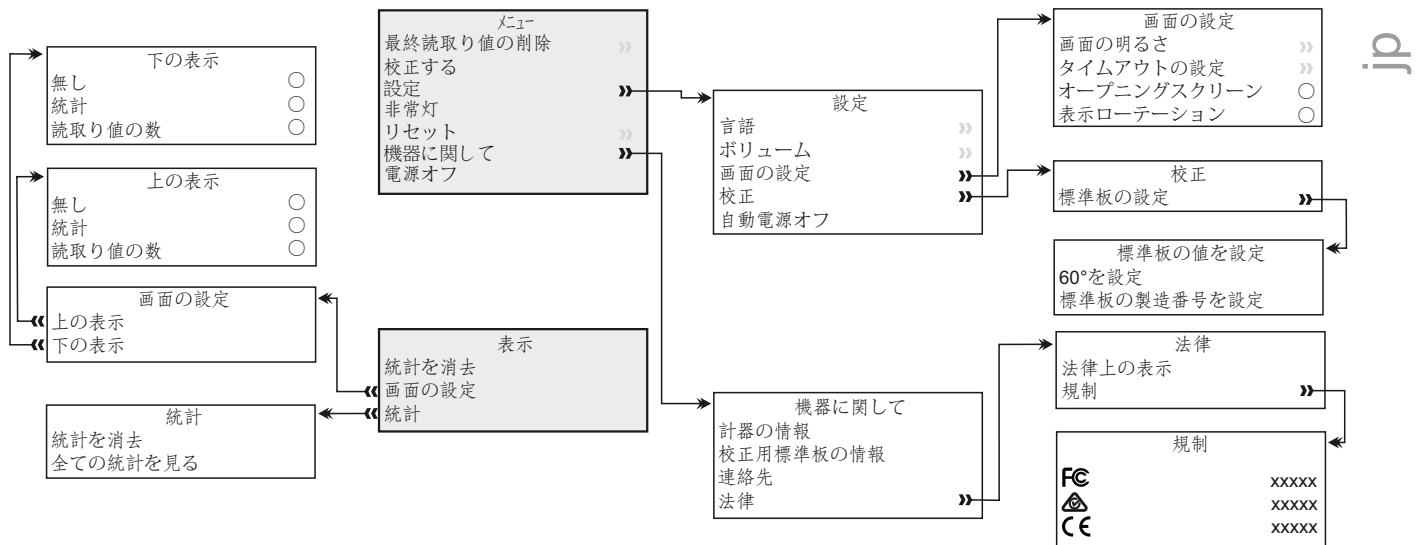 下の表示
無し
統計
読取り値の数
上の表示
無し
統計
読取り値の数
画面の設定
上の表示
下の表示
統計
統計を消去
全ての統計を見る
メニュー
最終読取り値の削除
校正する
設定
非常灯
リセット
機器に関して
電源オフ
表示
統計を消去
画面の設定
統計
設定
言語
ボリューム
画面の設定
校正
自動電源オフ
機器に関して
計器の情報
校正用標準板の情報
連絡先
法律
画面の設定
画面の明るさ
タイムアウトの設定
オープニングスクリーン
表示ローテーション
校正
標準板の設定
標準板の値を設定
60°を設定
標準板の製造番号を設定
法律
法律上の表示
規制
規制
FC xxxxx
xxxxx
CE xxxxx
jp